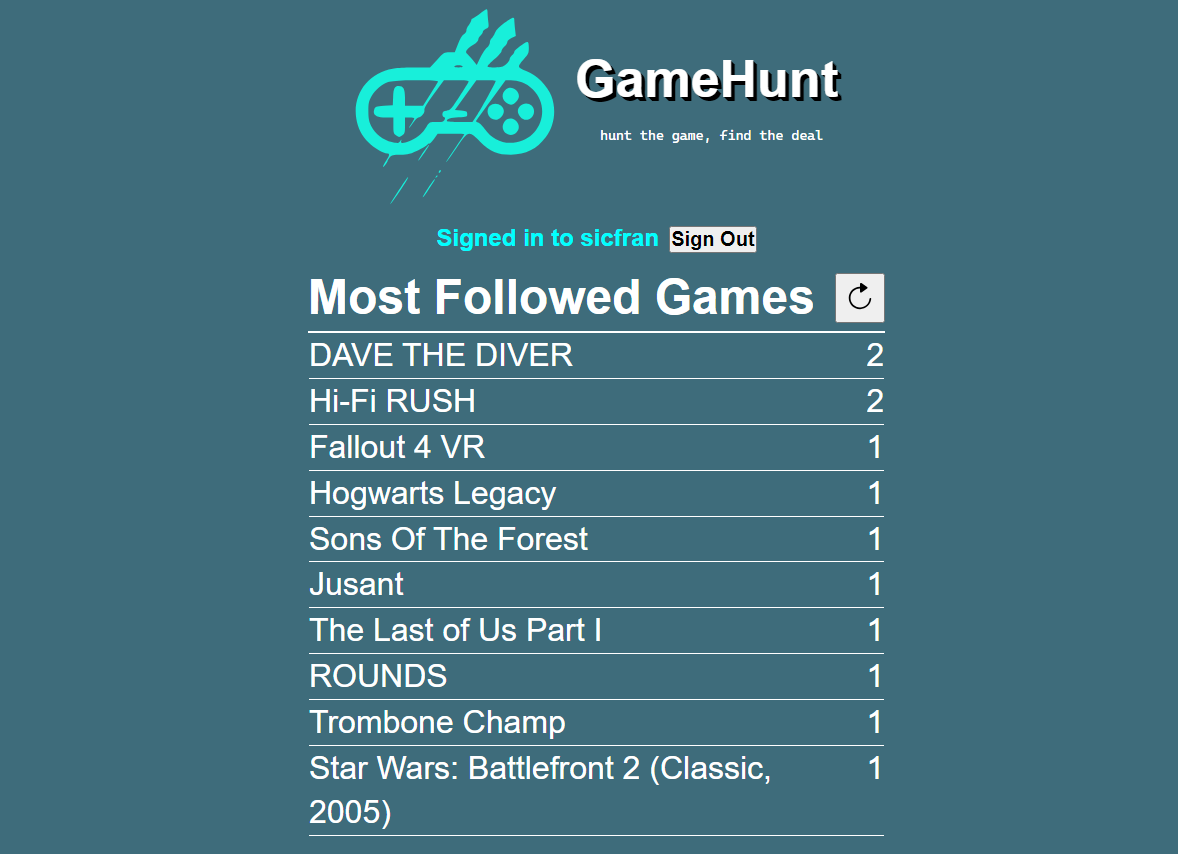 GameHunt
hunt the game, find the deal
Signed in to sicfran Sign Out
Most Followed Games
DAVE THE DIVER 2
Hi-Fi RUSH 2
Fallout 4 VR 1
Hogwarts Legacy 1
Sons Of The Forest 1
Jusant 1
The Last of Us Part I 1
ROUNDS 1
Trombone Champ 1
Star Wars: Battlefront 2 (Classic, 1
2005)